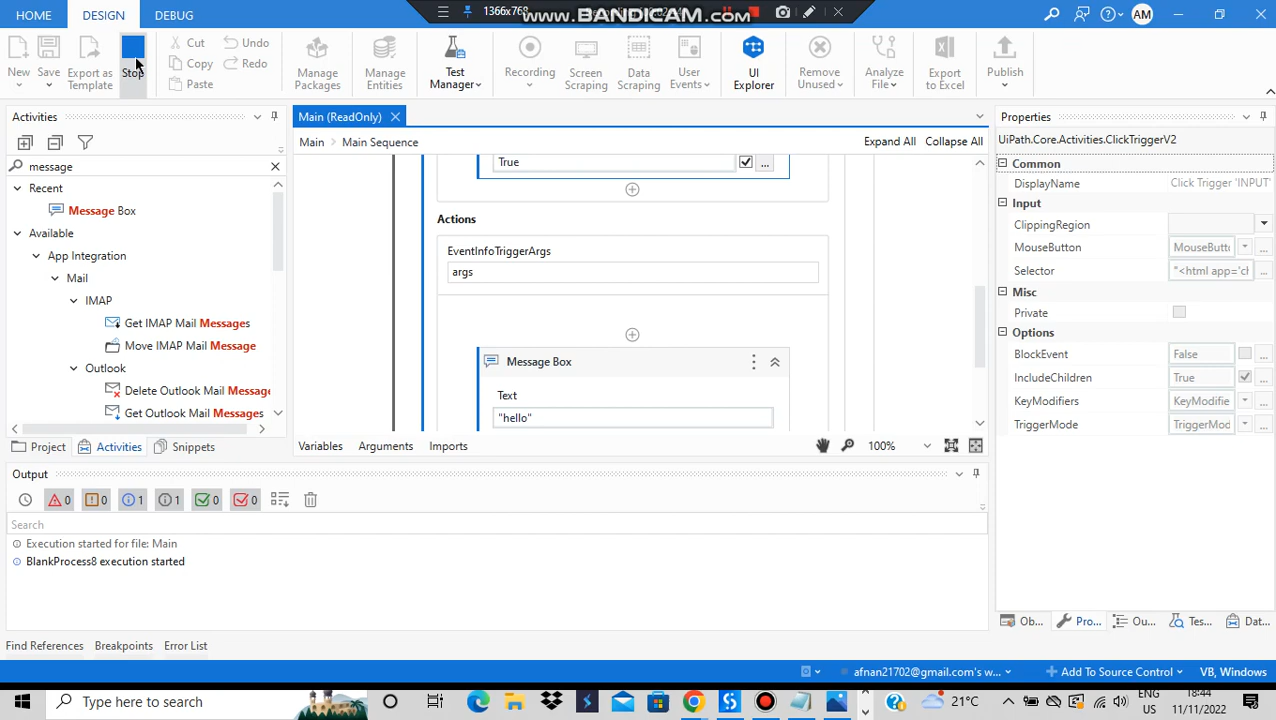 HOME DESIGN DEBUG
1366x768
www.BANDICAM.com
AM
New Save Export as Template Stop
Cut Undo
Copy Redo
Paste
Manage Packages Manage Entities Test Manager Recording Screen Scraping Data Scraping User Events UI Explorer Remove Unused Analyze File Export to Excel Publish
Activities
message
Recent
Message Box
Available
App Integration
Mail
IMAP
Get IMAP Mail Messages
Move IMAP Mail Message
Outlook
Delete Outlook Mail Message
Get Outlook Mail Messages
Project Activities Snippets
Main (ReadOnly)
Main Main Sequence Expand All Collapse All
True ...
Actions
EventInfoTriggerArgs
args
Message Box
Text
"hello"
Variables Arguments Imports 100%
Properties
UiPath.Core.Activities.ClickTriggerV2
Common
DisplayName Click Trigger 'INPUT'
Input
ClippingRegion
MouseButton MouseButt ...
Selector "<html app='cl ...
Misc
Private
Options
BlockEvent False ...
IncludeChildren True ...
KeyModifiers KeyModifie ...
TriggerMode TriggerMod ...
Ob... Pro... Ou... Tes... Dat...
Output
0 0 1 1 0 0
Search
Execution started for file: Main
BlankProcess8 execution started
Find References Breakpoints Error List
afnan21702@gmail.com's w... Add To Source Control VB, Windows
Type here to search
21°C
ENG
US
18:44
11/11/2022